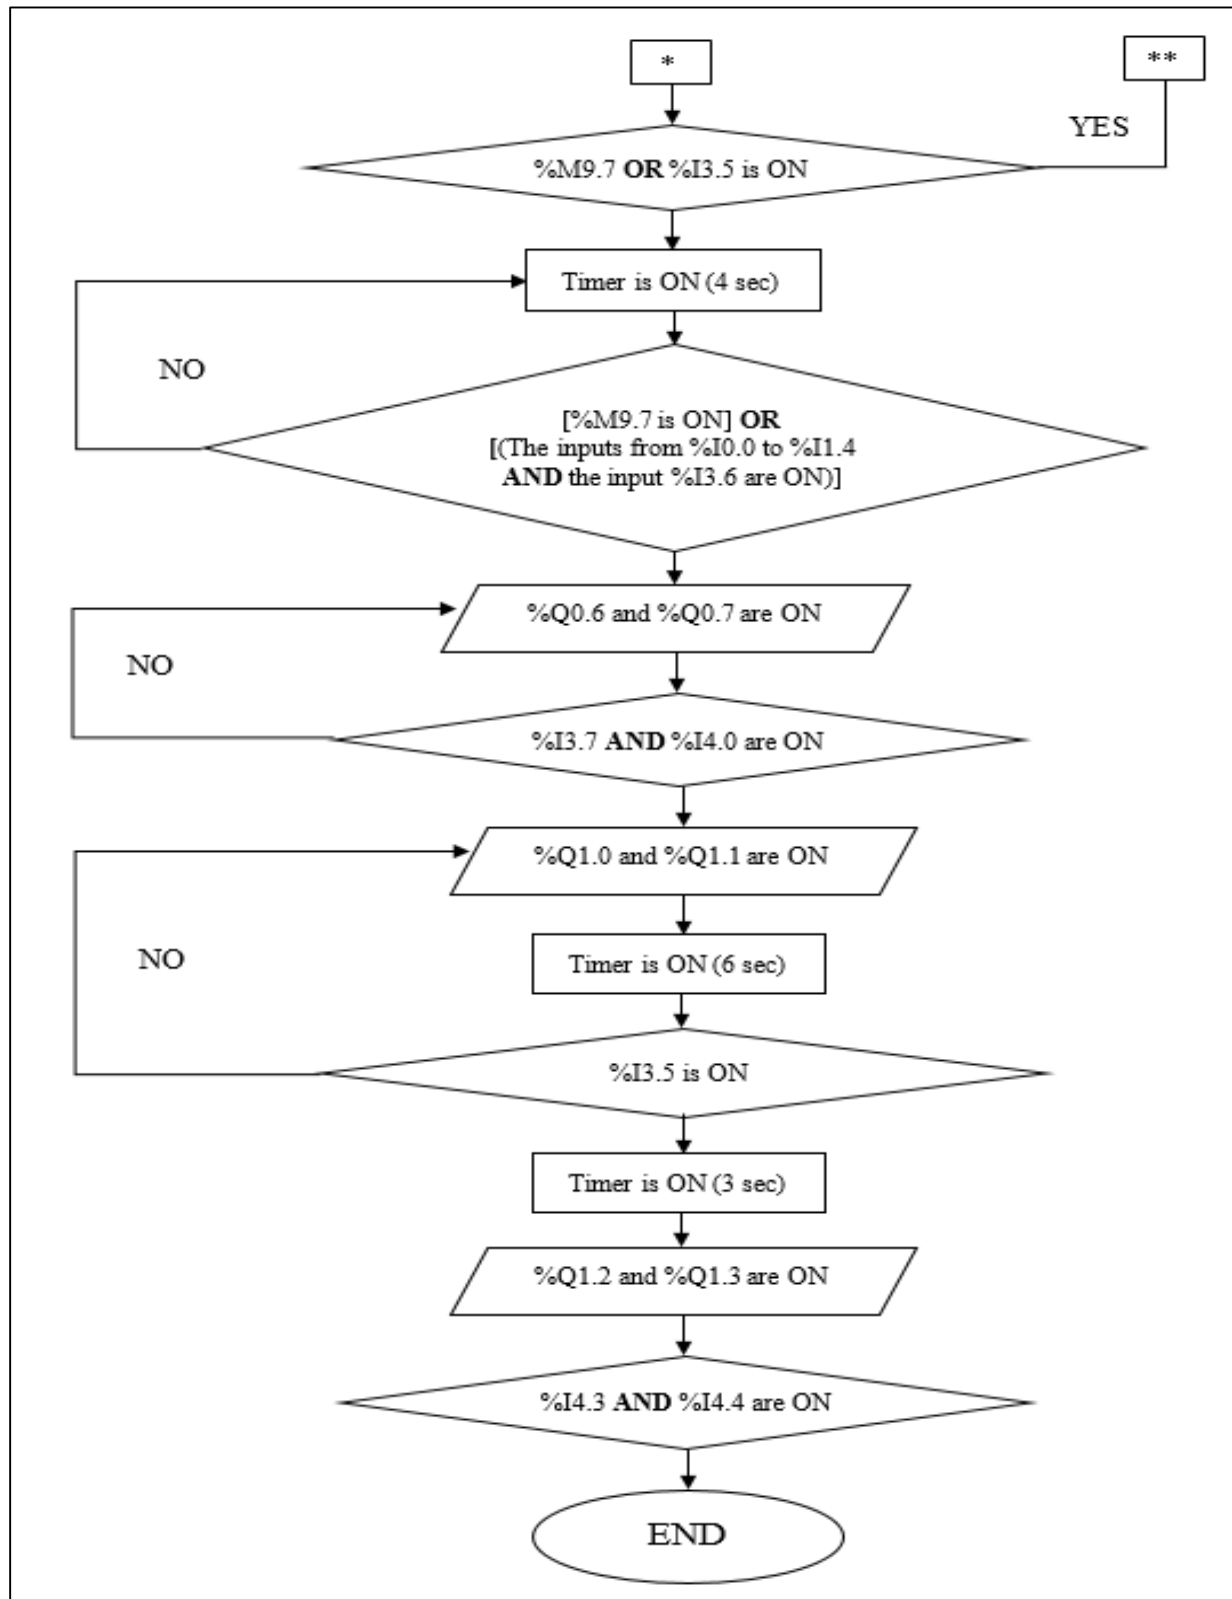 *
**
YES
%M9.7 OR %I3.5 is ON
Timer is ON (4 sec)
NO
[%M9.7 is ON] OR
[(The inputs from %I0.0 to %I1.4
AND the input %I3.6 are ON)]
%Q0.6 and %Q0.7 are ON
NO
%I3.7 AND %I4.0 are ON
%Q1.0 and %Q1.1 are ON
NO
Timer is ON (6 sec)
%I3.5 is ON
Timer is ON (3 sec)
%Q1.2 and %Q1.3 are ON
%I4.3 AND %I4.4 are ON
END